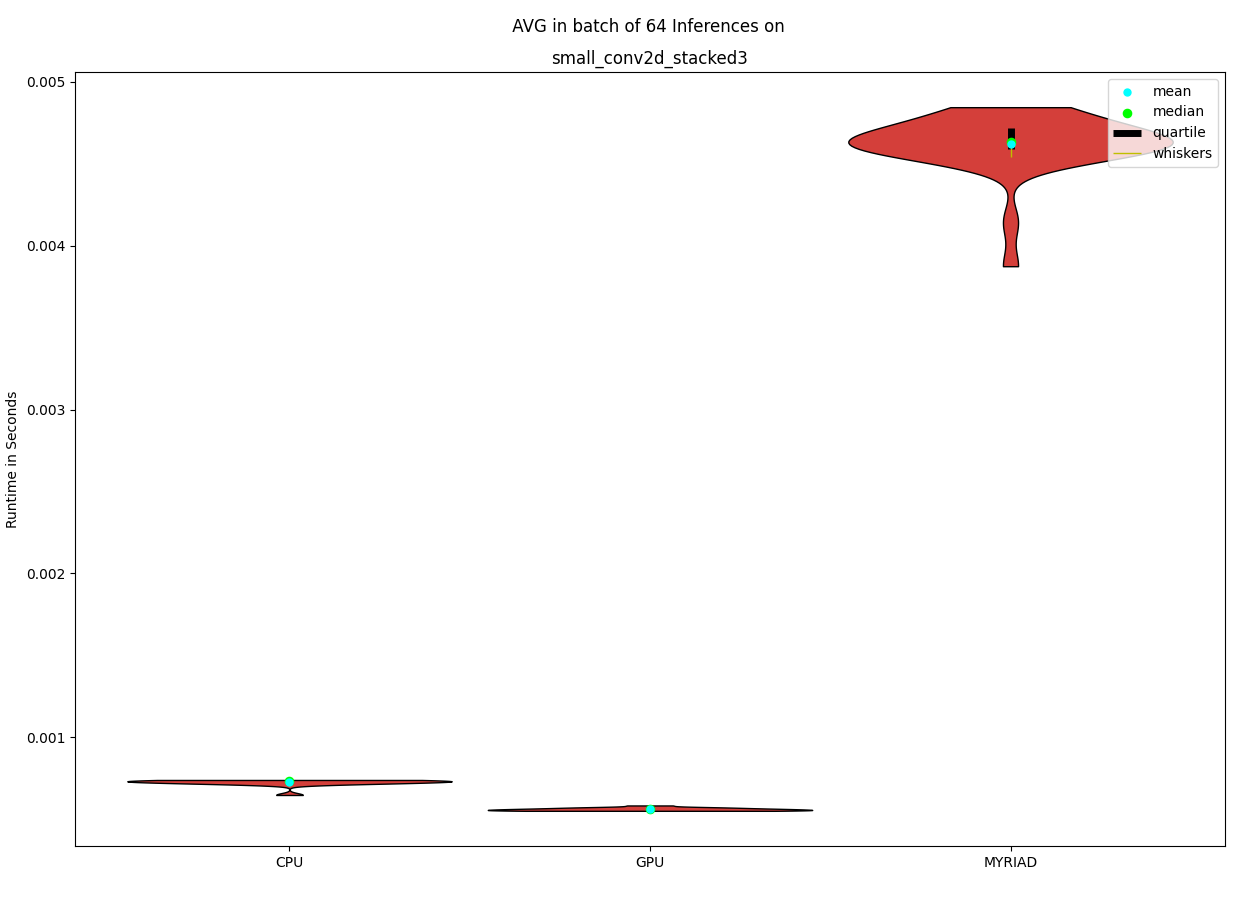 AVG in batch of 64 Inferences on
small_conv2d_stacked3
0.005
mean
median
quartile
whiskers
0.004
0.003
Runtime in Seconds
0.002
0.001
CPU
GPU
MYRIAD